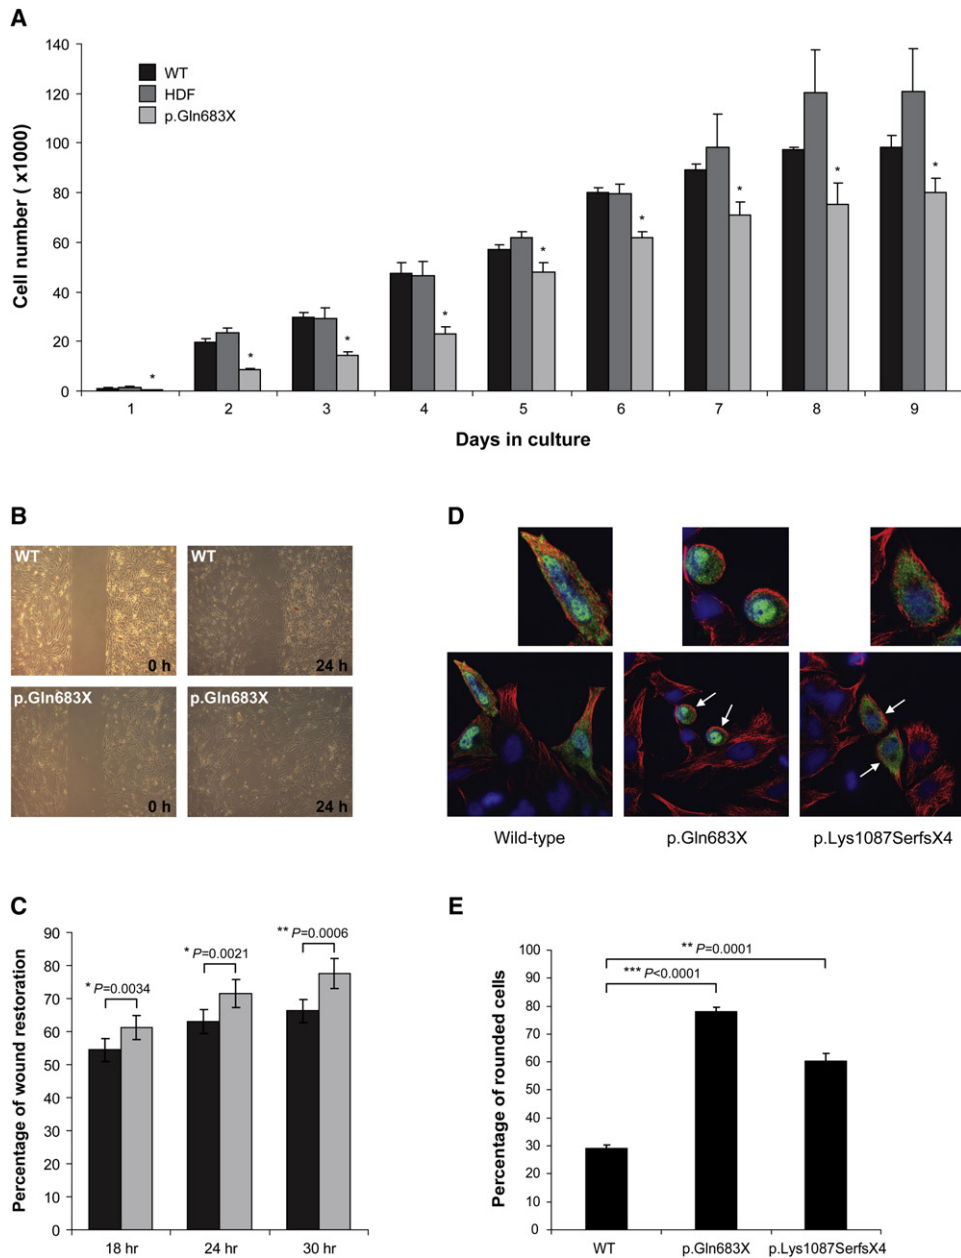 A
140
120
100
80
60
40
20
0
Cell number ( x1000)
WT
HDF
p.Gln683X
*
*
*
*
*
*
*
*
*
1 2 3 4 5 6 7 8 9
Days in culture
B
WT
0 h
24 h
WT
p.Gln683X
0 h
p.Gln683X
24 h
D
Wild-type
p.Gln683X
p.Lys1087SerfsX4
C
90
80
70
60
50
40
30
20
10
0
Percentage of wound restoration
* P=0.0034
* P=0.0021
** P=0.0006
18 hr 24 hr 30 hr
E
100
90
80
70
60
50
40
30
20
10
0
Percentage of rounded cells
** P=0.0001
*** P<0.0001
WT p.Gln683X p.Lys1087SerfsX4